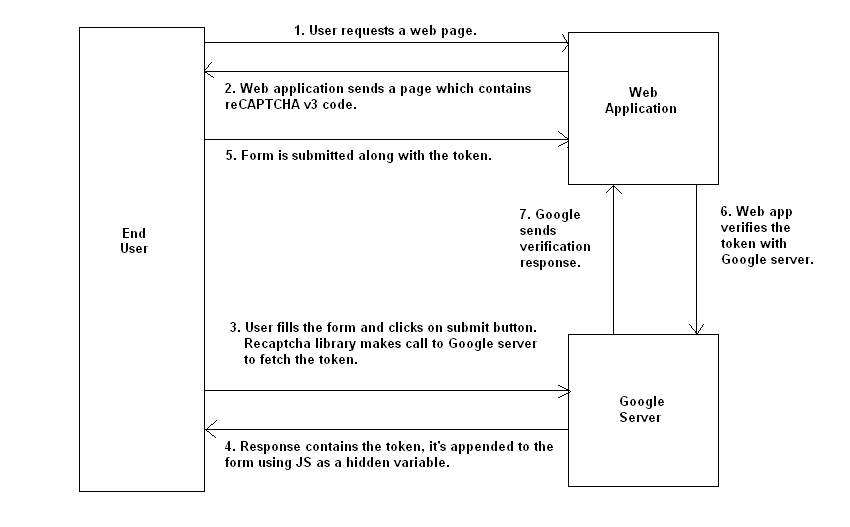 1. User requests a web page.
2. Web application sends a page which contains
reCAPTCHA v3 code.
Web
Application
5. Form is submitted along with the token.
End
User
7. Google
sends
verification
response.
6. Web app
verifies the
token with
Google server.
3. User fills the form and clicks on submit button.
Recaptcha library makes call to Google server
to fetch the token.
Google
Server
4. Response contains the token, it's appended to the
form using JS as a hidden variable.